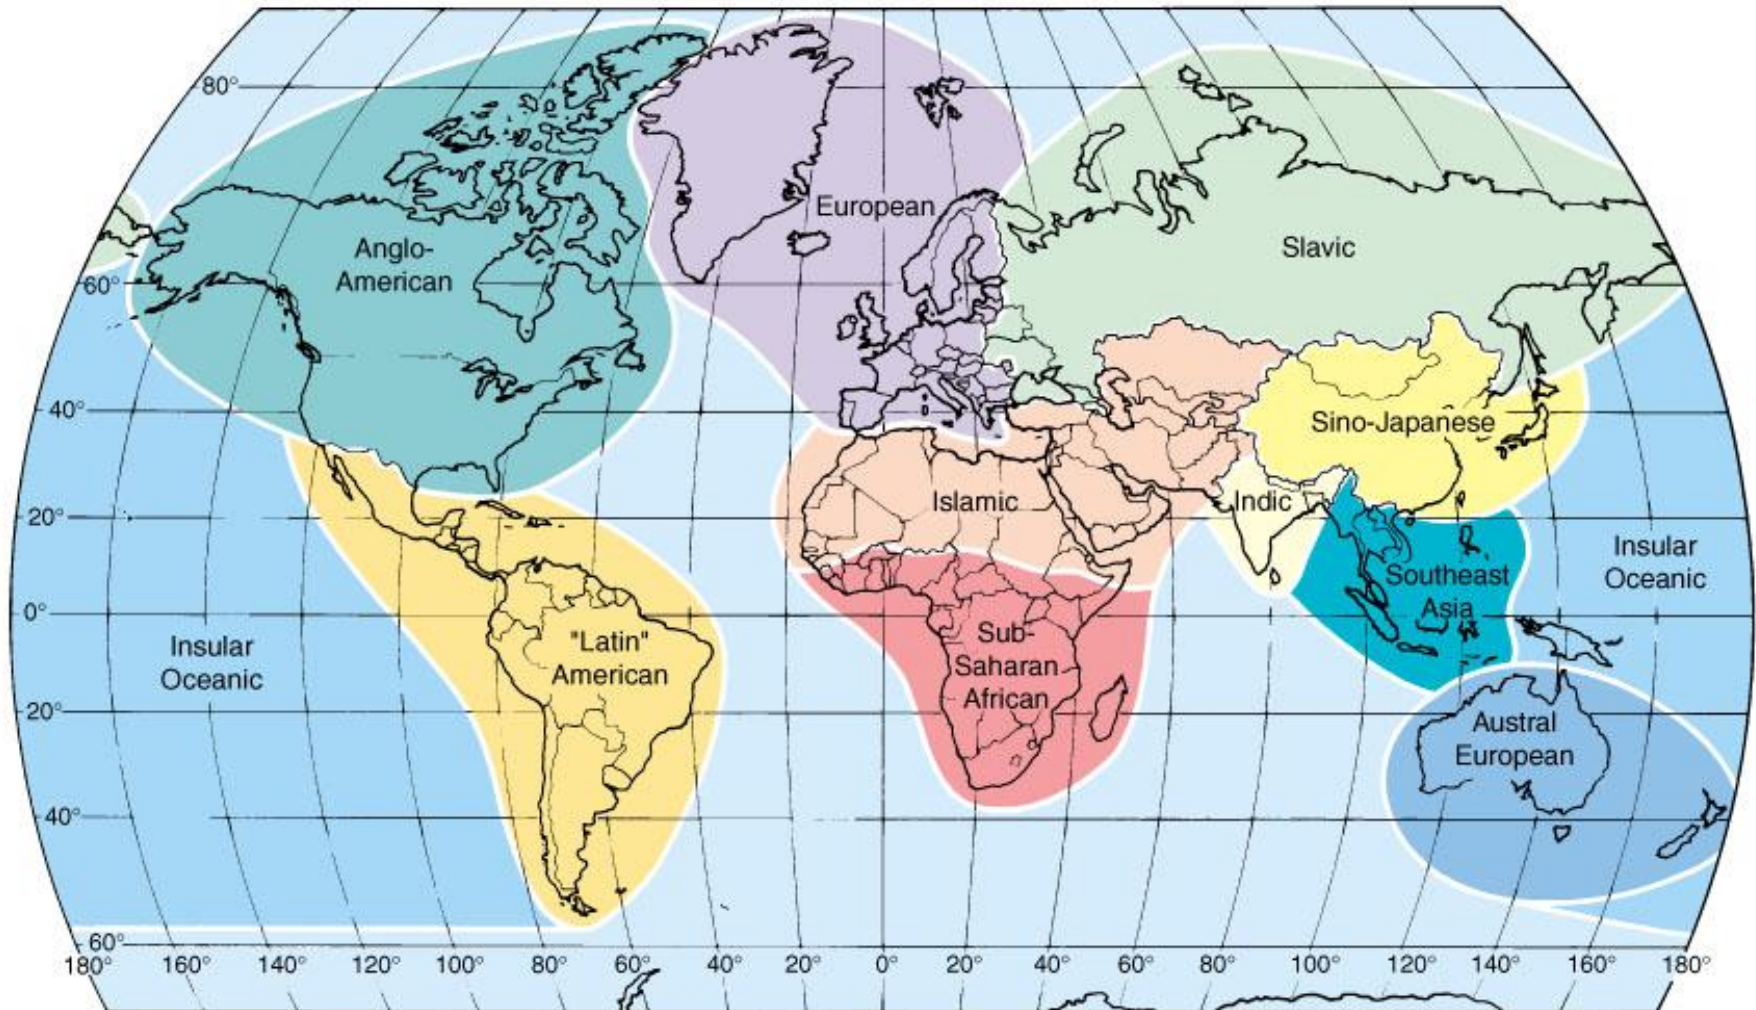 80°
European
Anglo-
American
Slavic
60°
40°
Sino-Japanese
Islamic
Indic
20°
Insular
Oceanic
Southeast
Asia
0°
Insular
Oceanic
"Latin"
American
Sub-
Saharan
African
20°
Austral
European
40°
60°
180° 160° 140° 120° 100° 80° 60° 40° 20° 0° 20° 40° 60° 80° 100° 120° 140° 160° 180°